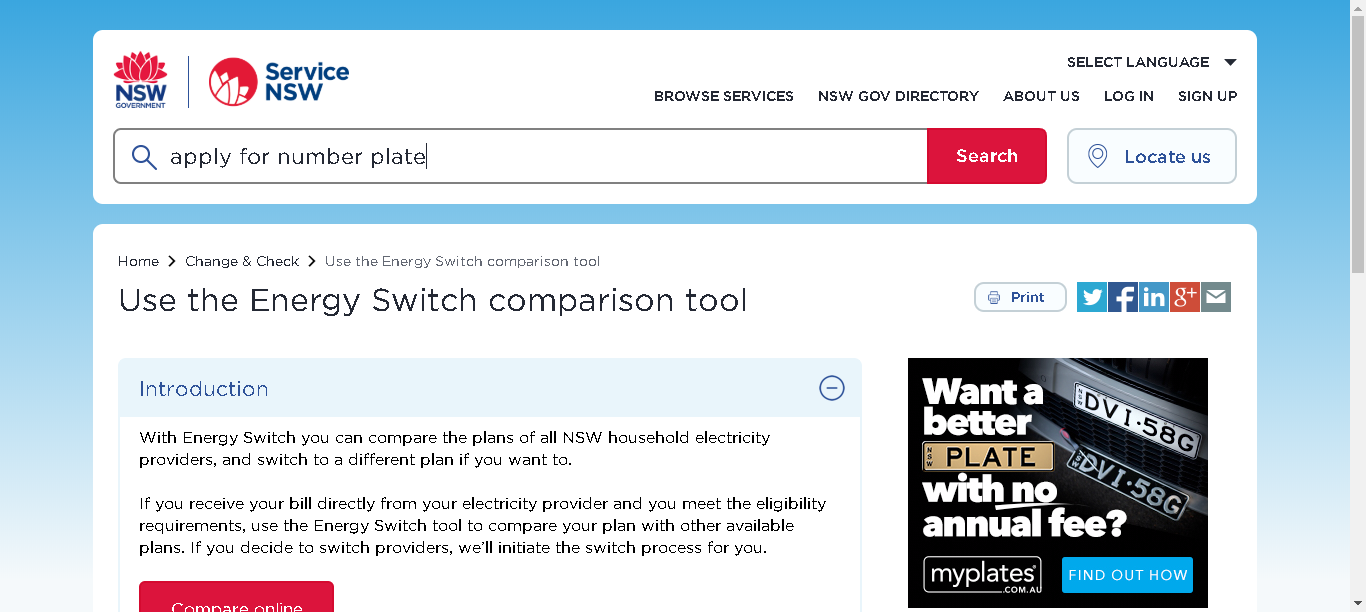 SELECT LANGUAGE
NSW
GOVERNMENT
Service
NSW
BROWSE SERVICES NSW GOV DIRECTORY ABOUT US LOG IN SIGN UP
apply for number plate
Search
Locate us
Home Change & Check Use the Energy Switch comparison tool
Use the Energy Switch comparison tool
Print
Introduction
With Energy Switch you can compare the plans of all NSW household electricity
providers, and switch to a different plan if you want to.
If you receive your bill directly from your electricity provider and you meet the eligibility
requirements, use the Energy Switch tool to compare your plan with other available
plans. If you decide to switch providers, we'll initiate the switch process for you.
Compare online
Want a
better
NSW PLATE
with no
annual fee?
NSW DVI·58G
NSW DVI·58G
myplates
.COM.AU
FIND OUT HOW